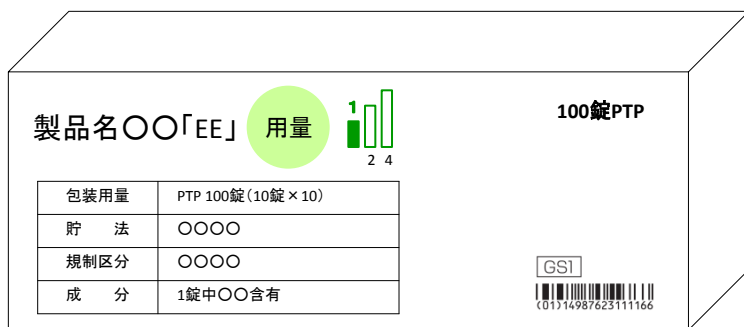 製品名〇〇「EE」 用量 1 2 4 100錠PTP
包装用量 PTP 100錠(10錠×10)
貯 法 〇〇〇〇
規制区分 〇〇〇〇
成 分 1錠中〇〇含有
GS1
(01)14987623111166